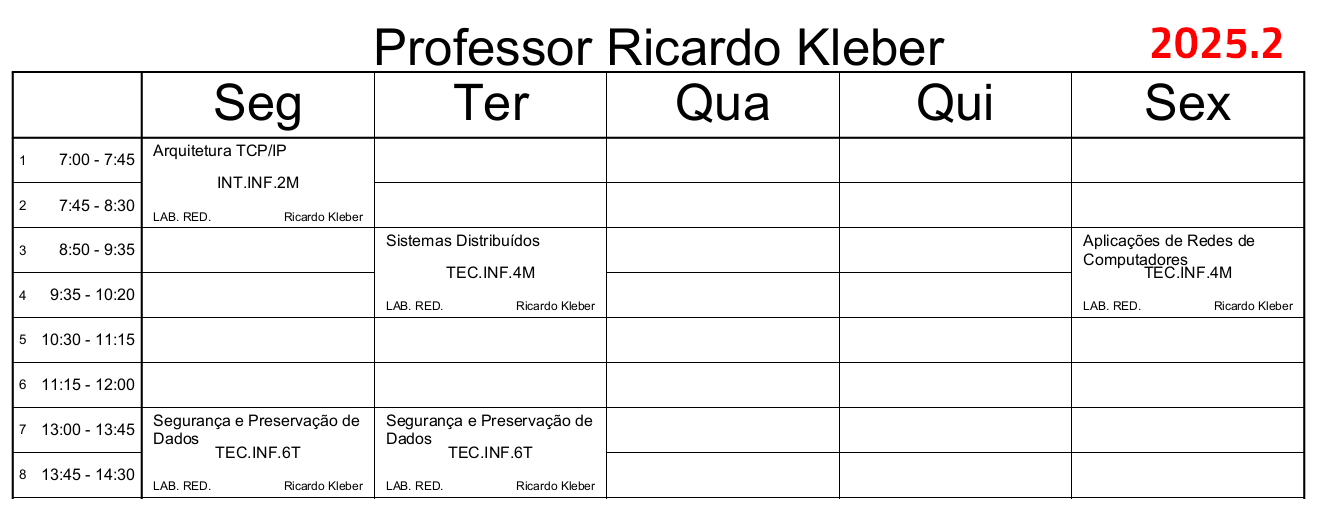 Professor Ricardo Kleber
2025.2
Seg Ter Qua Qui Sex
1 7:00 - 7:45
Arquitetura TCP/IP
INT.INF.2M
2 7:45 - 8:30
LAB. RED. Ricardo Kleber
3 8:50 - 9:35
Sistemas Distribuídos
TEC.INF.4M
LAB. RED. Ricardo Kleber
Aplicações de Redes de
Computadores
TEC.INF.4M
LAB. RED. Ricardo Kleber
4 9:35 - 10:20
5 10:30 - 11:15
6 11:15 - 12:00
7 13:00 - 13:45
Segurança e Preservação de
Dados
TEC.INF.6T
LAB. RED. Ricardo Kleber
Segurança e Preservação de
Dados
TEC.INF.6T
LAB. RED. Ricardo Kleber
8 13:45 - 14:30